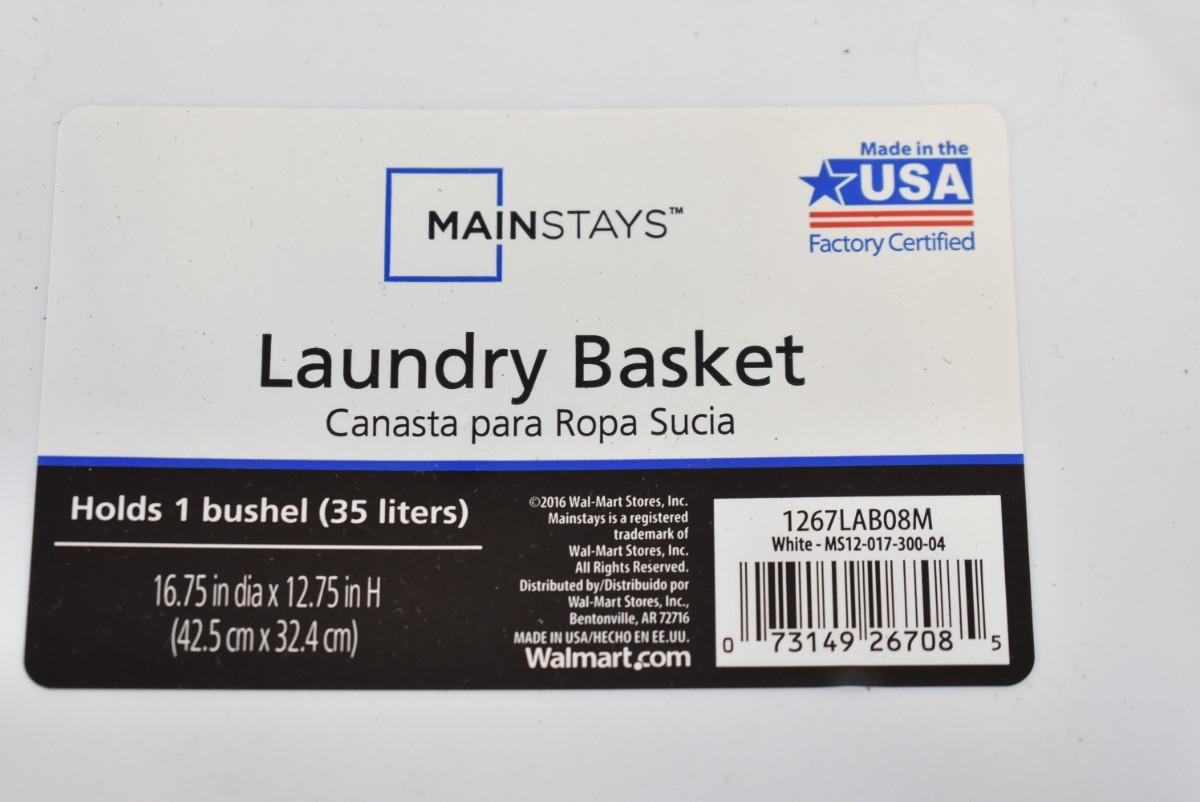 MAINSTAYS™
Made in the
USA
Factory Certified
Laundry Basket
Canasta para Ropa Sucia
Holds 1 bushel (35 liters)
16.75 in dia x 12.75 in H
(42.5 cm x 32.4 cm)
©2016 Wal-Mart Stores, Inc.
Mainstays is a registered
trademark of
Wal-Mart Stores, Inc.
All Rights Reserved.
Distributed by/Distribuido por
Wal-Mart Stores, Inc.,
Bentonville, AR 72716
MADE IN USA/HECHO EN EE.UU.
Walmart.com
1267LAB08M
White - MS12-017-300-04
0 73149 26708 5